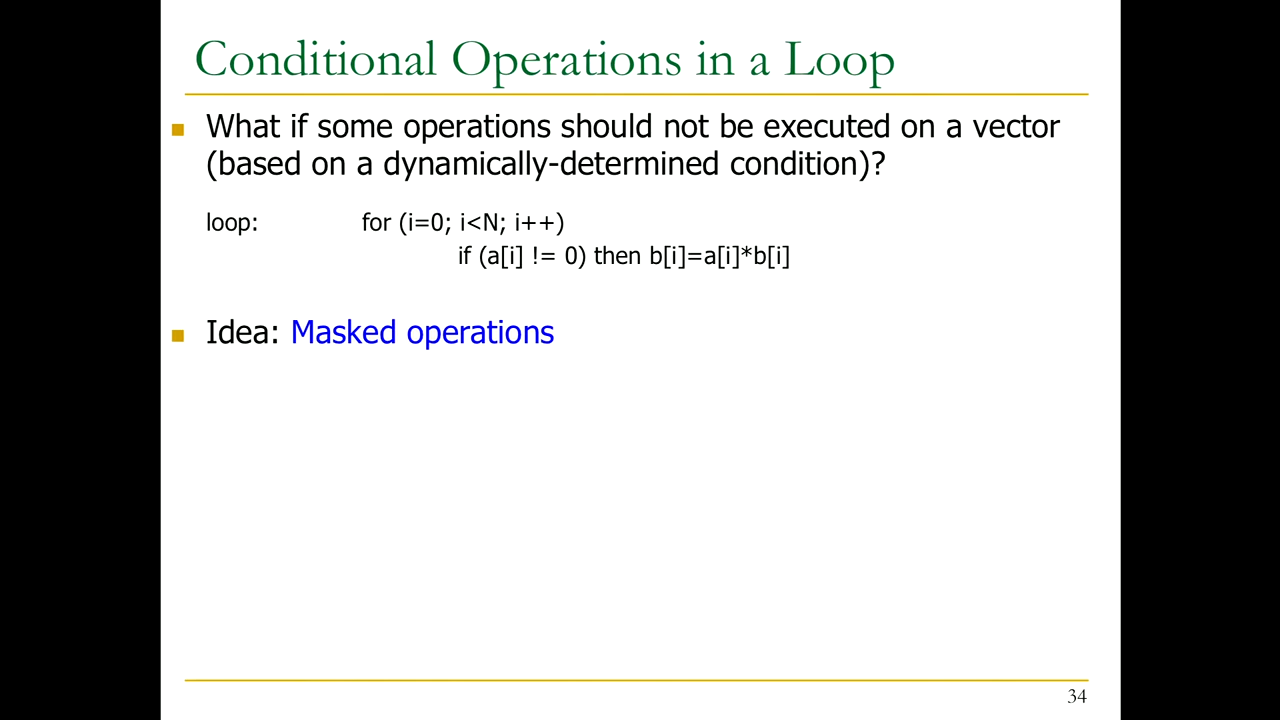 Conditional Operations in a Loop
What if some operations should not be executed on a vector
(based on a dynamically-determined condition)?
loop: for (i=0; i<N; i++)
if (a[i] != 0) then b[i]=a[i]*b[i]
Idea: Masked operations
34